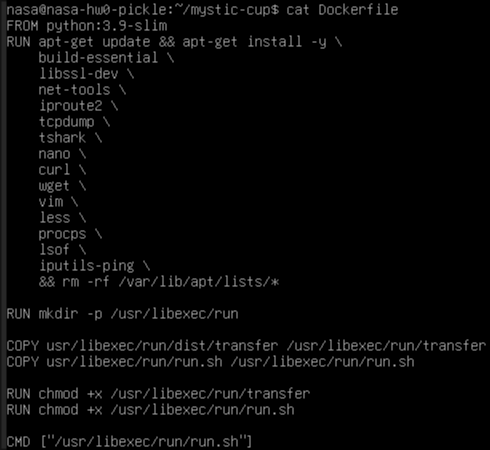 nasa@nasa-hw0-pickle:~/mystic-cup$ cat Dockerfile
FROM python:3.9-slim
RUN apt-get update && apt-get install -y \
    build-essential \
    libssl-dev \
    net-tools \
    iproute2 \
    tcpdump \
    tshark \
    nano \
    curl \
    wget \
    vim \
    less \
    procps \
    lsof \
    iputils-ping \
    && rm -rf /var/lib/apt/lists/*
RUN mkdir -p /usr/libexec/run
COPY usr/libexec/run/dist/transfer /usr/libexec/run/transfer
COPY usr/libexec/run/run.sh /usr/libexec/run/run.sh
RUN chmod +x /usr/libexec/run/transfer
RUN chmod +x /usr/libexec/run/run.sh
CMD ["/usr/libexec/run/run.sh"]